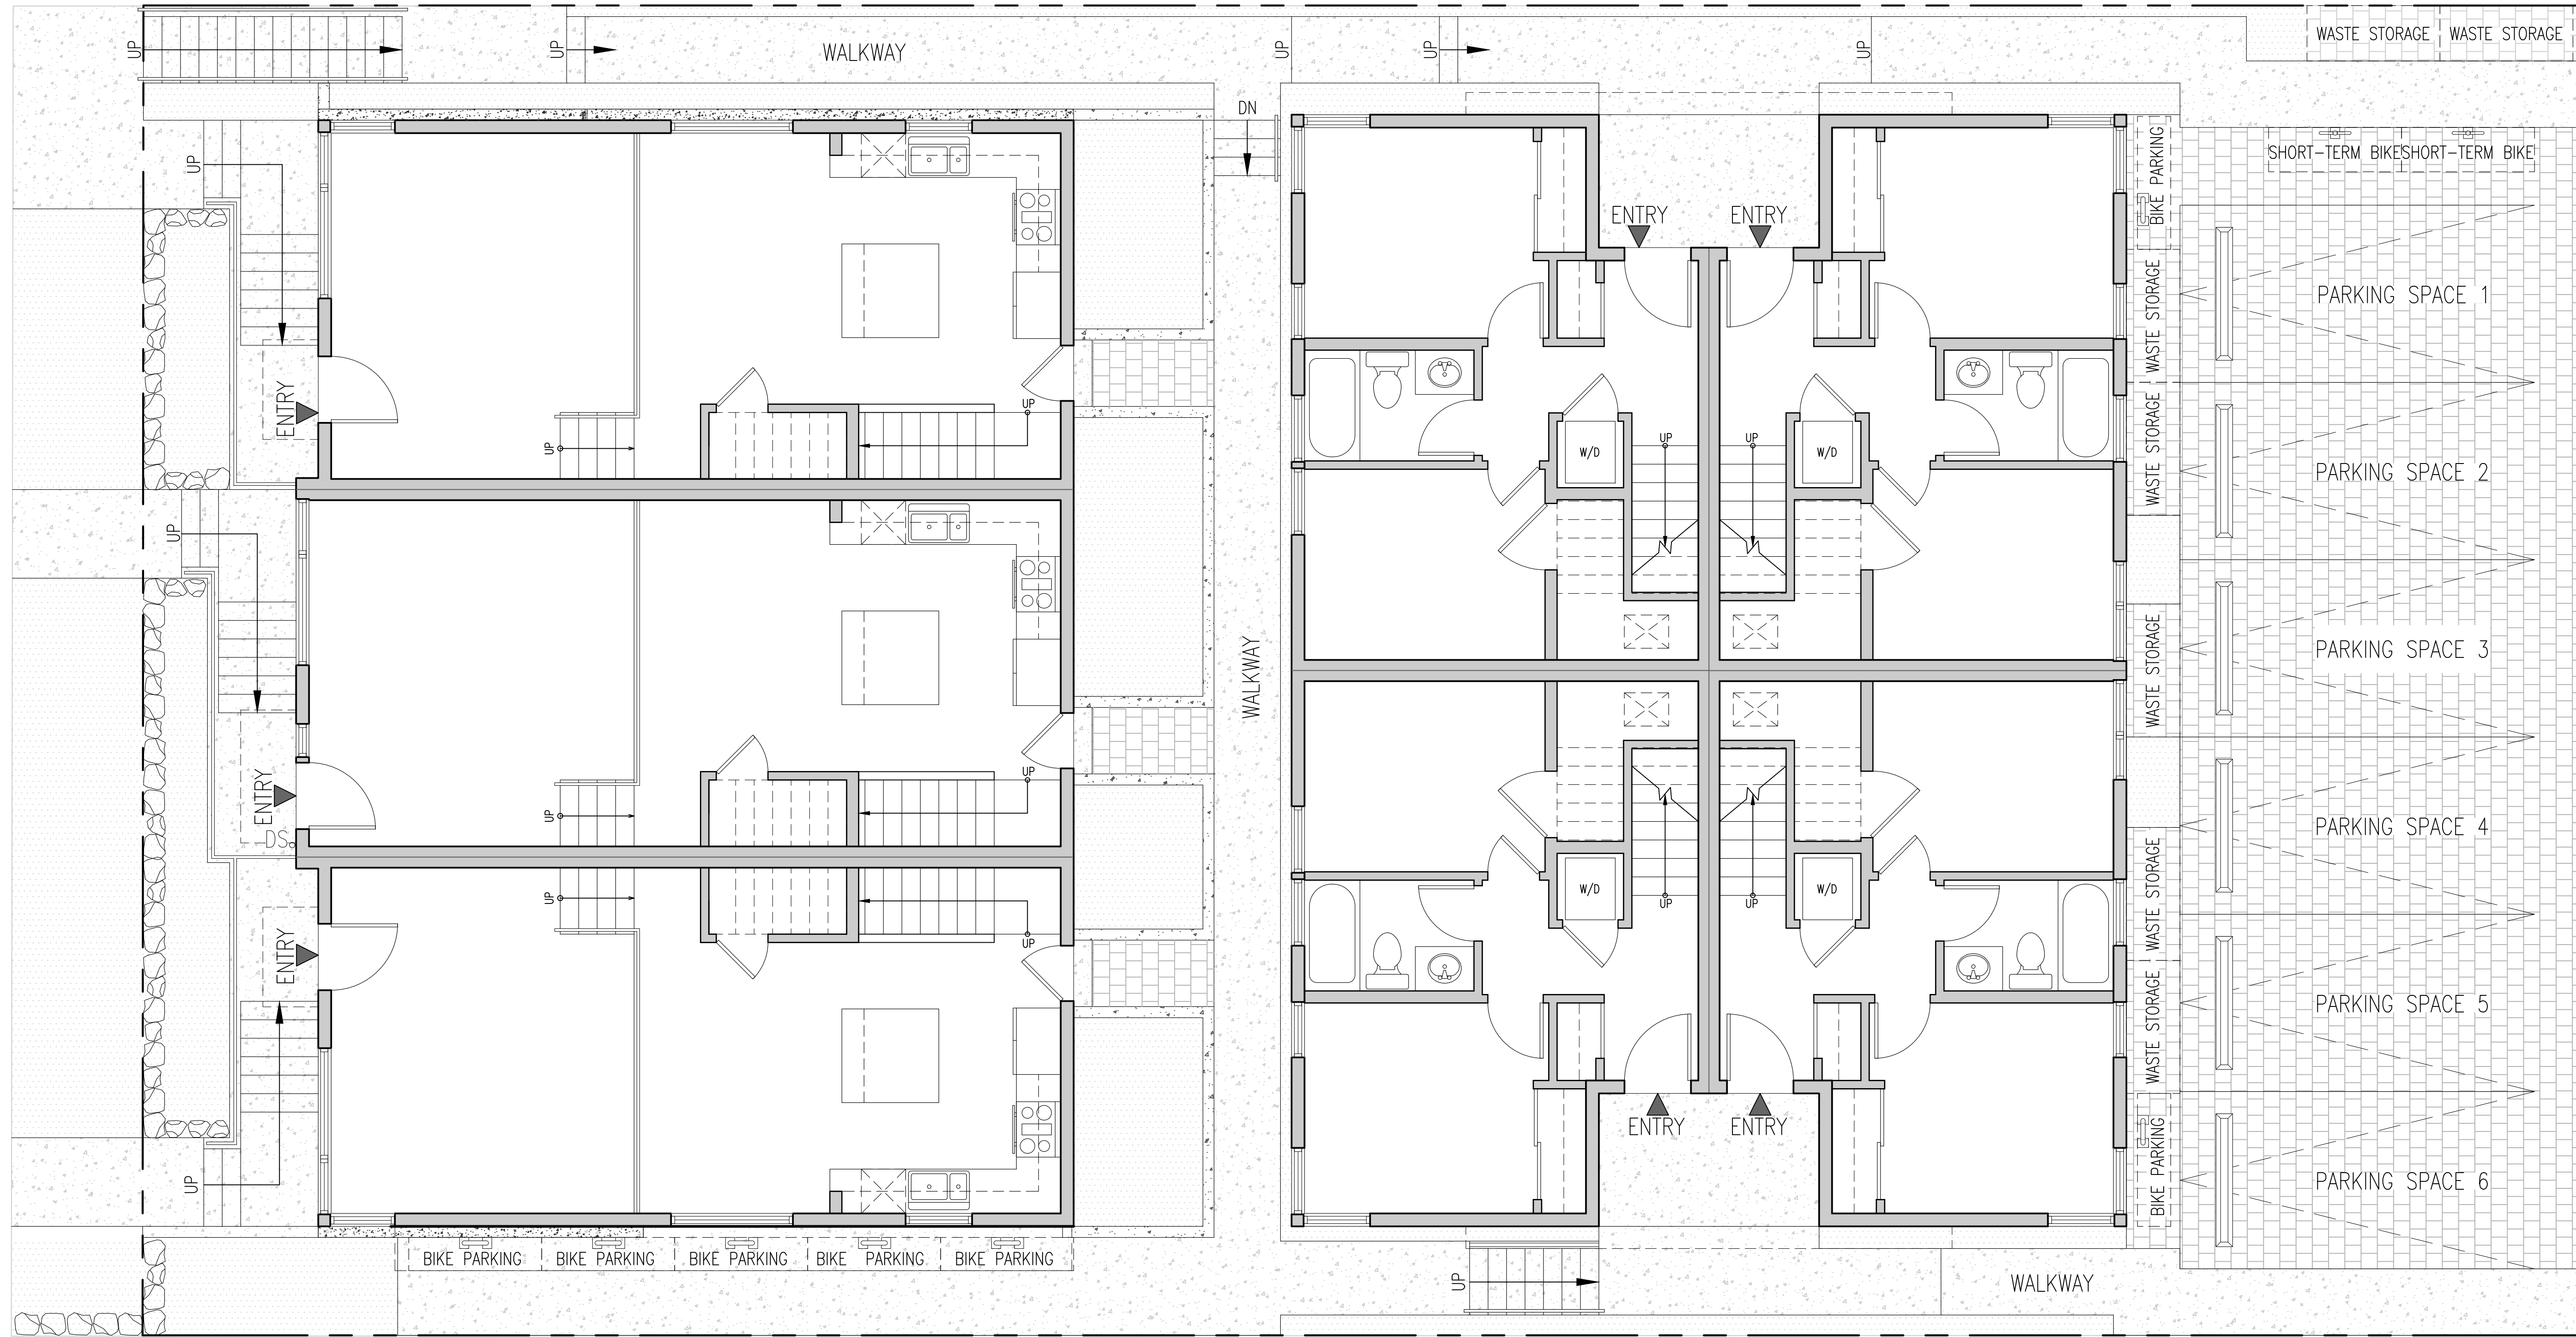 WASTE STORAGE WASTE STORAGE
UP
UP
WALKWAY
UP
UP
UP
DN
SHORT-TERM BIKE SHORT-TERM BIKE
BIKE PARKING
UP
ENTRY
ENTRY
WASTE STORAGE
PARKING SPACE 1
ENTRY
UP
UP
UP
UP
W/D
W/D
WASTE STORAGE
PARKING SPACE 2
UP
WALKWAY
WASTE STORAGE
PARKING SPACE 3
ENTRY
DS
UP
UP
PARKING SPACE 4
UP
UP
W/D
W/D
UP
UP
WASTE STORAGE
ENTRY
WASTE STORAGE
PARKING SPACE 5
ENTRY
ENTRY
UP
BIKE PARKING
PARKING SPACE 6
BIKE PARKING
BIKE PARKING
BIKE PARKING
BIKE PARKING
BIKE PARKING
UP
WALKWAY